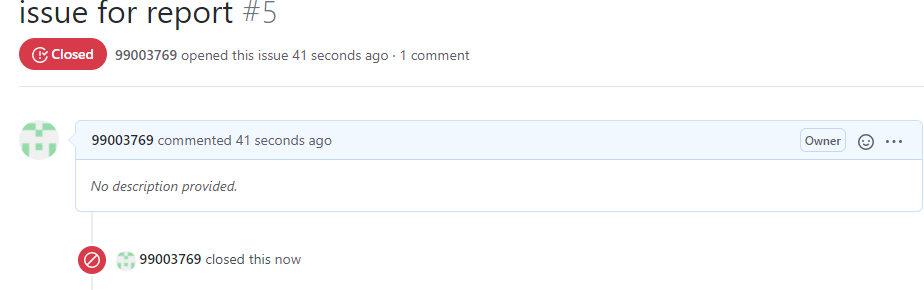 issue for report #5
Closed 99003769 opened this issue 41 seconds ago · 1 comment
99003769 commented 41 seconds ago Owner
No description provided.
99003769 closed this now